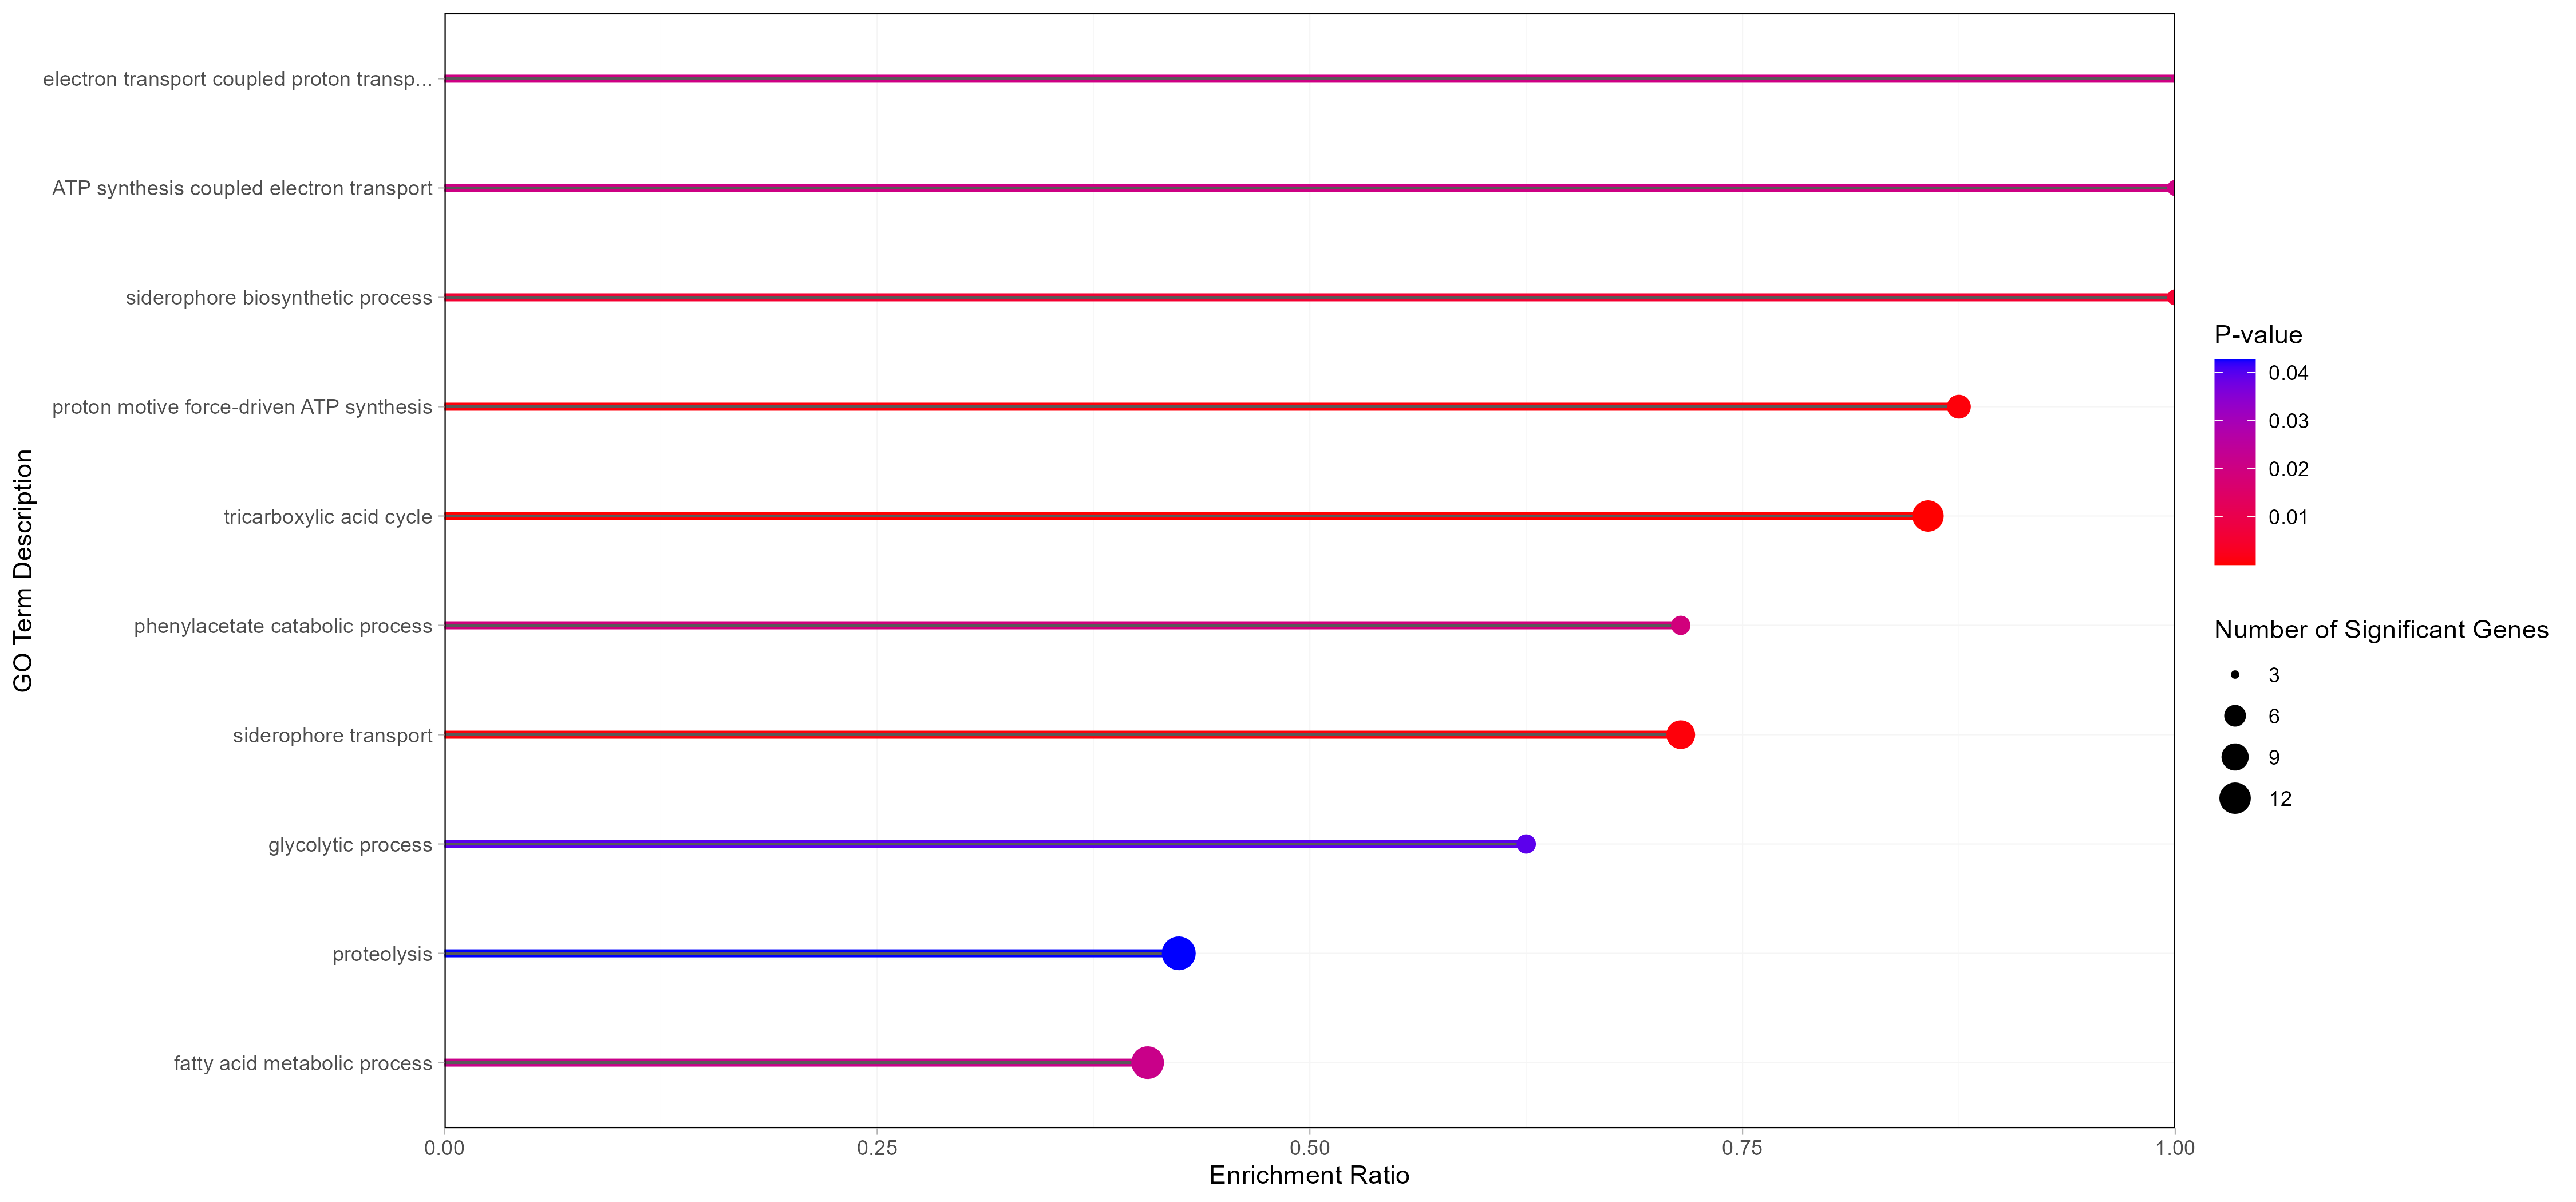 electron transport coupled proton transp...
ATP synthesis coupled electron transport
siderophore biosynthetic process
proton motive force-driven ATP synthesis
tricarboxylic acid cycle
phenylacetate catabolic process
siderophore transport
glycolytic process
proteolysis
fatty acid metabolic process
GO Term Description
0.00 0.25 0.50 0.75 1.00
Enrichment Ratio
P-value
0.04
0.03
0.02
0.01
Number of Significant Genes
3
6
9
12